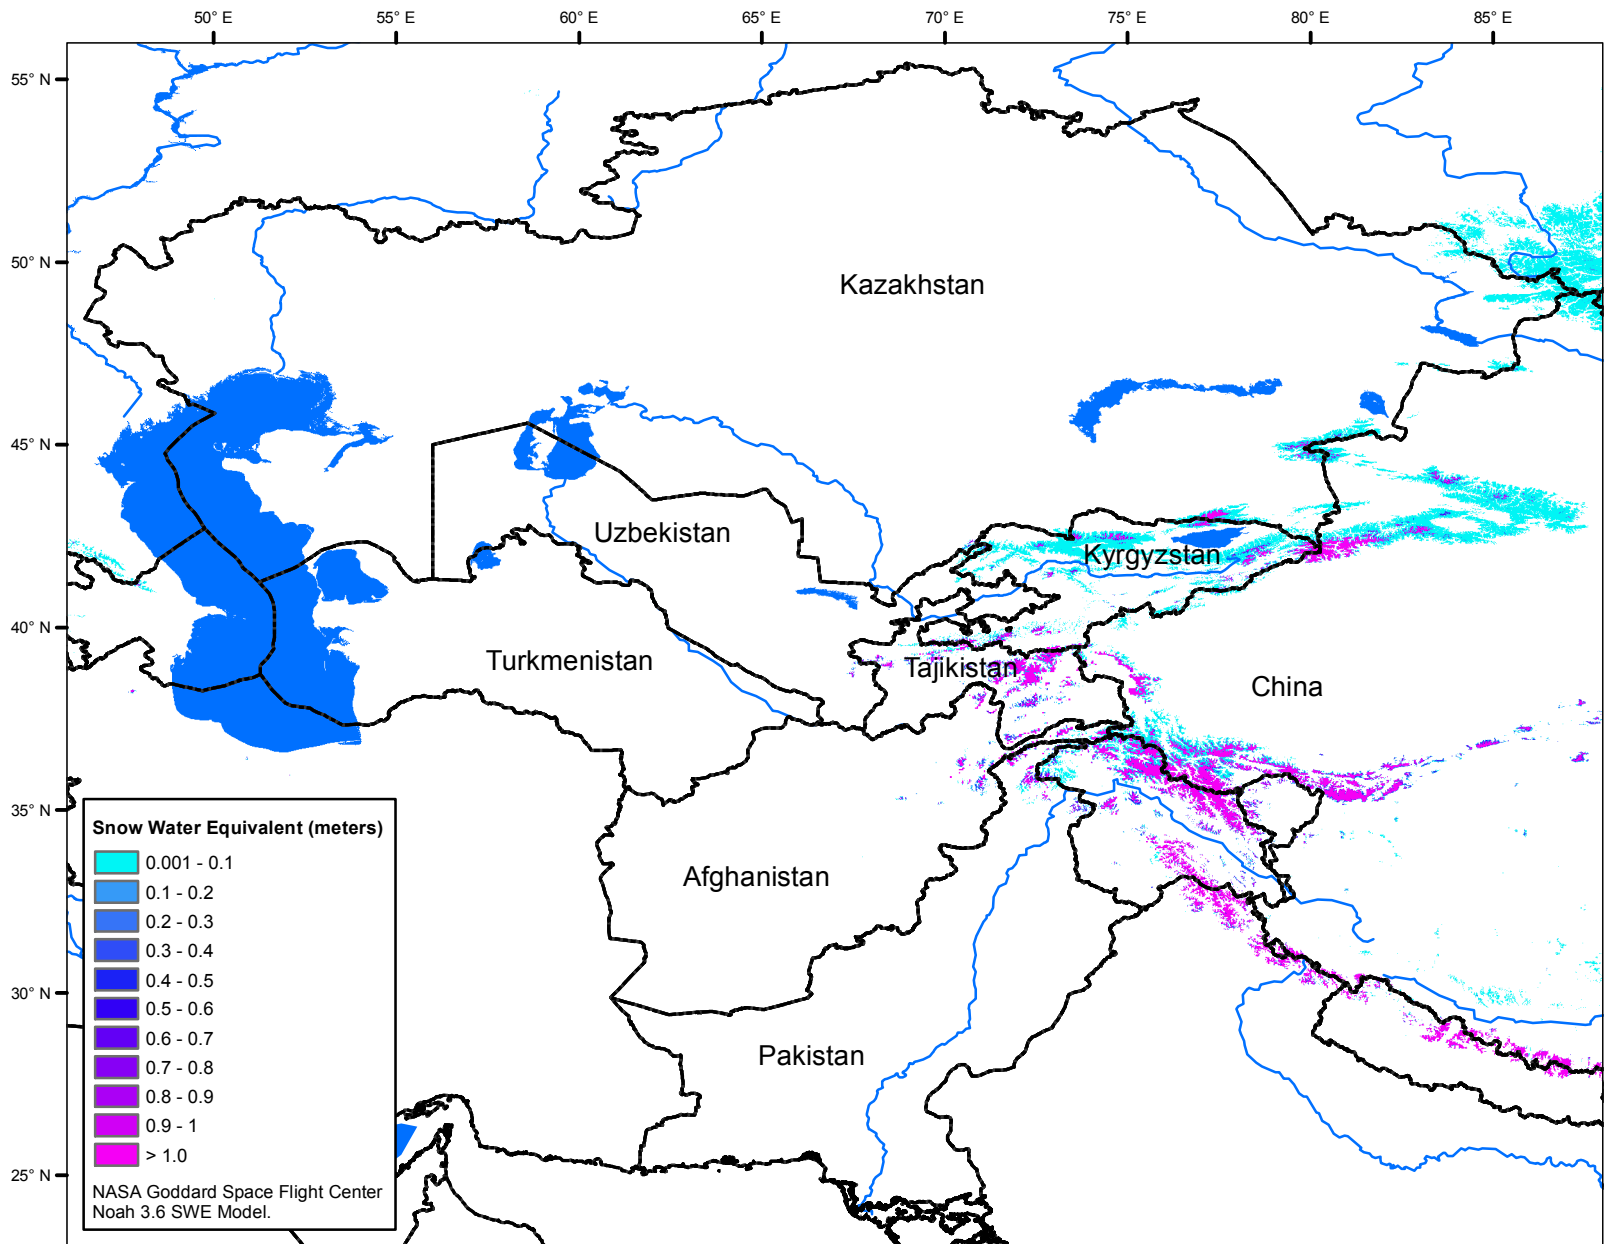 50° E 55° E 60° E 65° E 70° E 75° E 80° E 85° E
55° N
50° N
45° N
40° N
35° N
30° N
25° N
Kazakhstan
Uzbekistan
Kyrgyzstan
Turkmenistan
Tajikistan
China
Afghanistan
Pakistan
Snow Water Equivalent (meters)
0.001 - 0.1
0.1 - 0.2
0.2 - 0.3
0.3 - 0.4
0.4 - 0.5
0.5 - 0.6
0.6 - 0.7
0.7 - 0.8
0.8 - 0.9
0.9 - 1
> 1.0
NASA Goddard Space Flight Center
Noah 3.6 SWE Model.